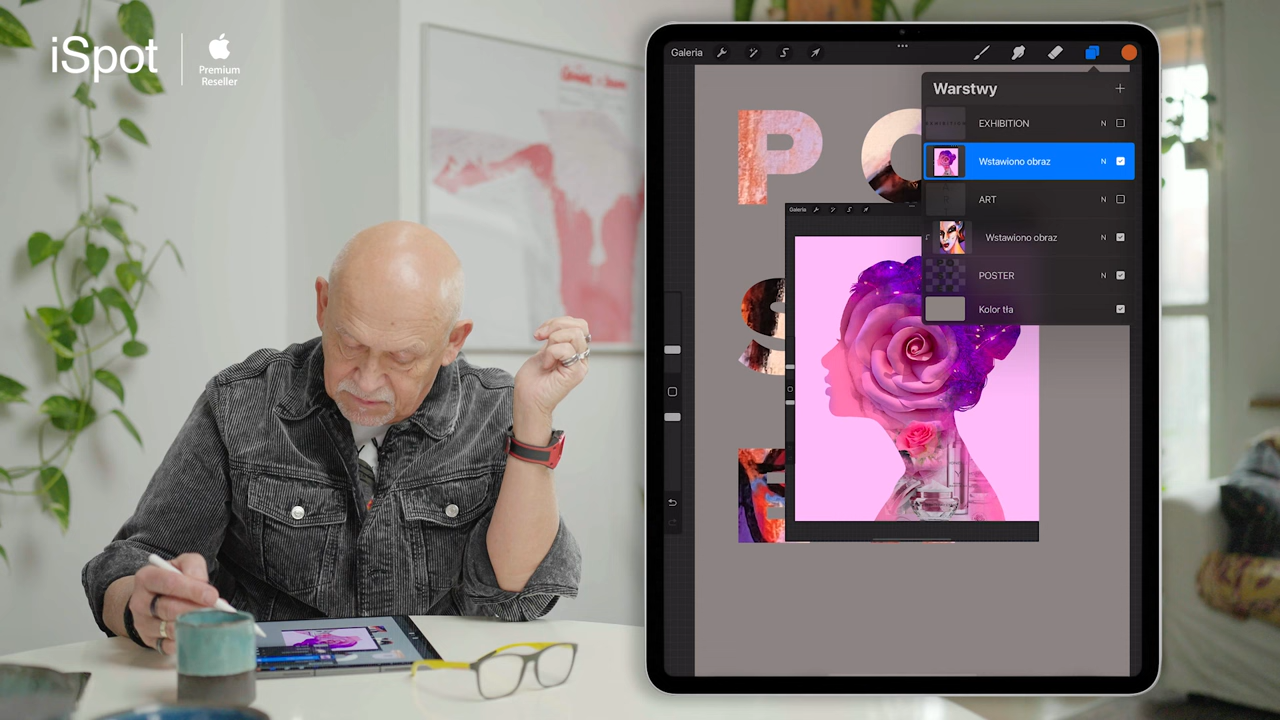 iSpot
Premium
Reseller
Galeria
Warstwy
EXHIBITION N
Wstawiono obraz N
ART N
Wstawiono obraz N
POSTER N
Kolor tła
P
S
Galeria